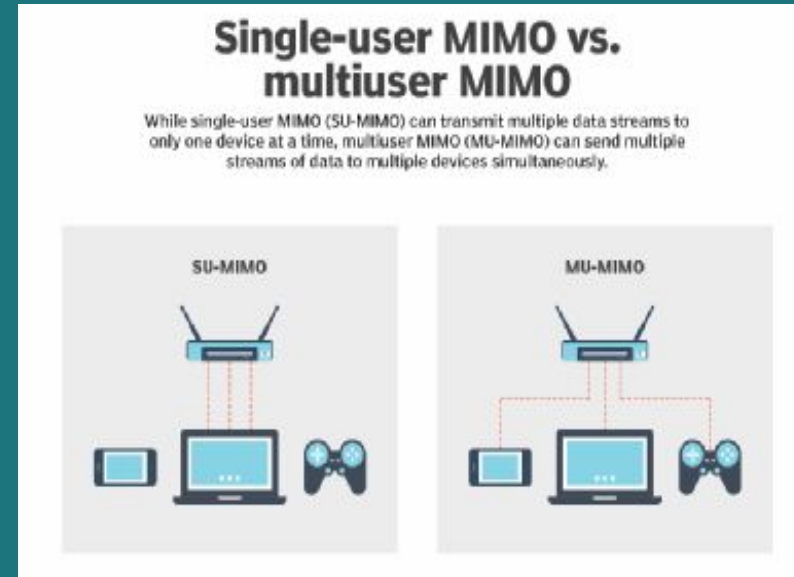 Single-user MIMO vs.
multiuser MIMO
While single-user MIMO (SU-MIMO) can transmit multiple data streams to
only one device at a time, multiuser MIMO (MU-MIMO) can send multiple
streams of data to multiple devices simultaneously.
SU-MIMO
MU-MIMO